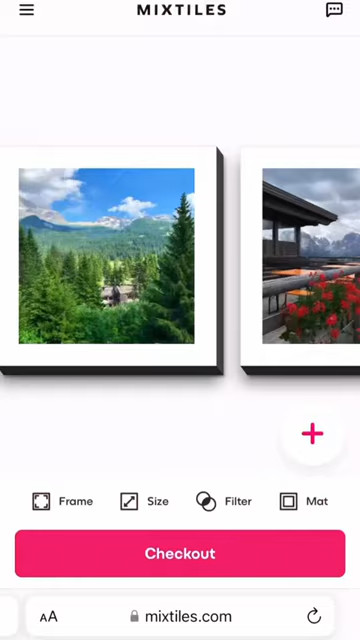 MIXTILES
Frame
Size
Filter
Mat
Checkout
AA
mixtiles.com